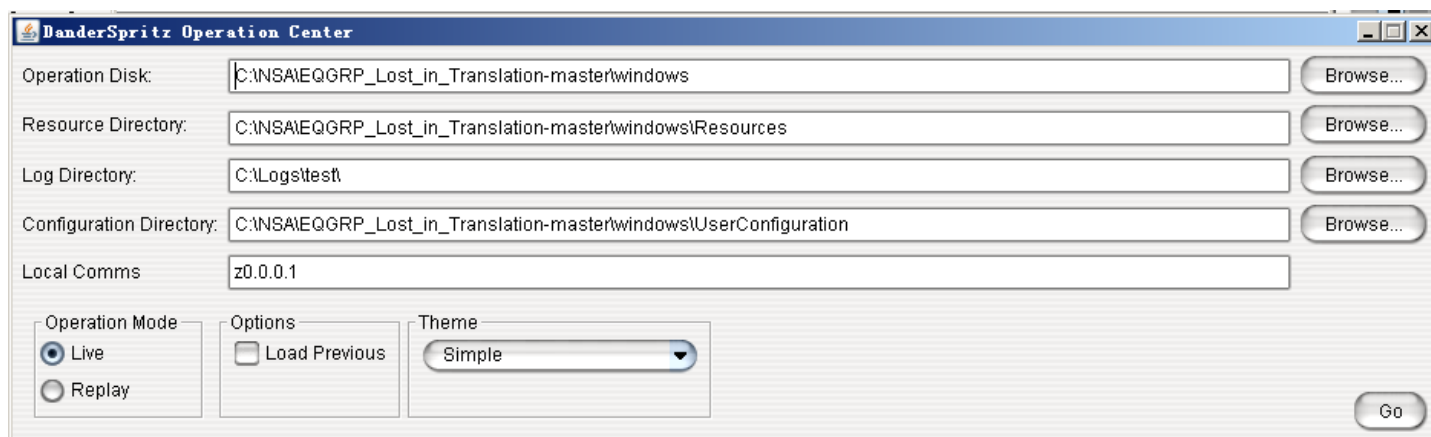 DanderSpritz Operation Center
Operation Disk: C:\NSA\EQGRP_Lost_in_Translation-master\windows Browse...
Resource Directory: C:\NSA\EQGRP_Lost_in_Translation-master\windows\Resources Browse...
Log Directory: C:\Logs\test\ Browse...
Configuration Directory: C:\NSA\EQGRP_Lost_in_Translation-master\windows\UserConfiguration Browse...
Local Comms z0.0.0.1
Operation Mode Options Theme
Live Load Previous Simple
Replay
Go